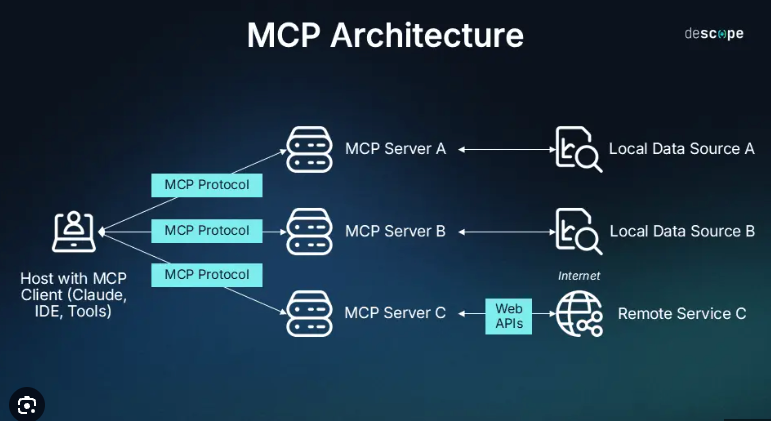 MCP Architecture
descope
MCP Server A
Local Data Source A
MCP Protocol
MCP Protocol
MCP Server B
Local Data Source B
MCP Protocol
Internet
Host with MCP
Client (Claude,
IDE, Tools)
MCP Server C
Web
APIs
Remote Service C